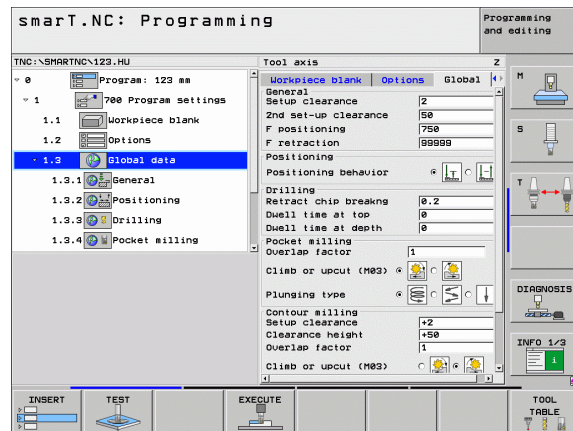 smarT.NC: Programming
Programming and editing
TNC:\SMARTNC\123.HU
Tool axis Z
0 Program: 123 mm
1 700 Program settings
1.1 Workpiece blank
1.2 Options
1.3 Global data
1.3.1 General
1.3.2 Positioning
1.3.3 Drilling
1.3.4 Pocket milling
Workpiece blank Options Global
General
Setup clearance 2
2nd set-up clearance 50
F positioning 750
F retraction 99999
Positioning
Positioning behavior
Drilling
Retract chip breakng 0.2
Dwell time at top 0
Dwell time at depth 0
Pocket milling
Overlap factor 1
Climb or upcut (M03)
Plunging type
Contour milling
Setup clearance +2
Clearance height +50
Overlap factor 1
Climb or upcut (M03)
M
S
T
DIAGNOSIS
INFO 1/3
INSERT
TEST
EXECUTE
TOOL
TABLE